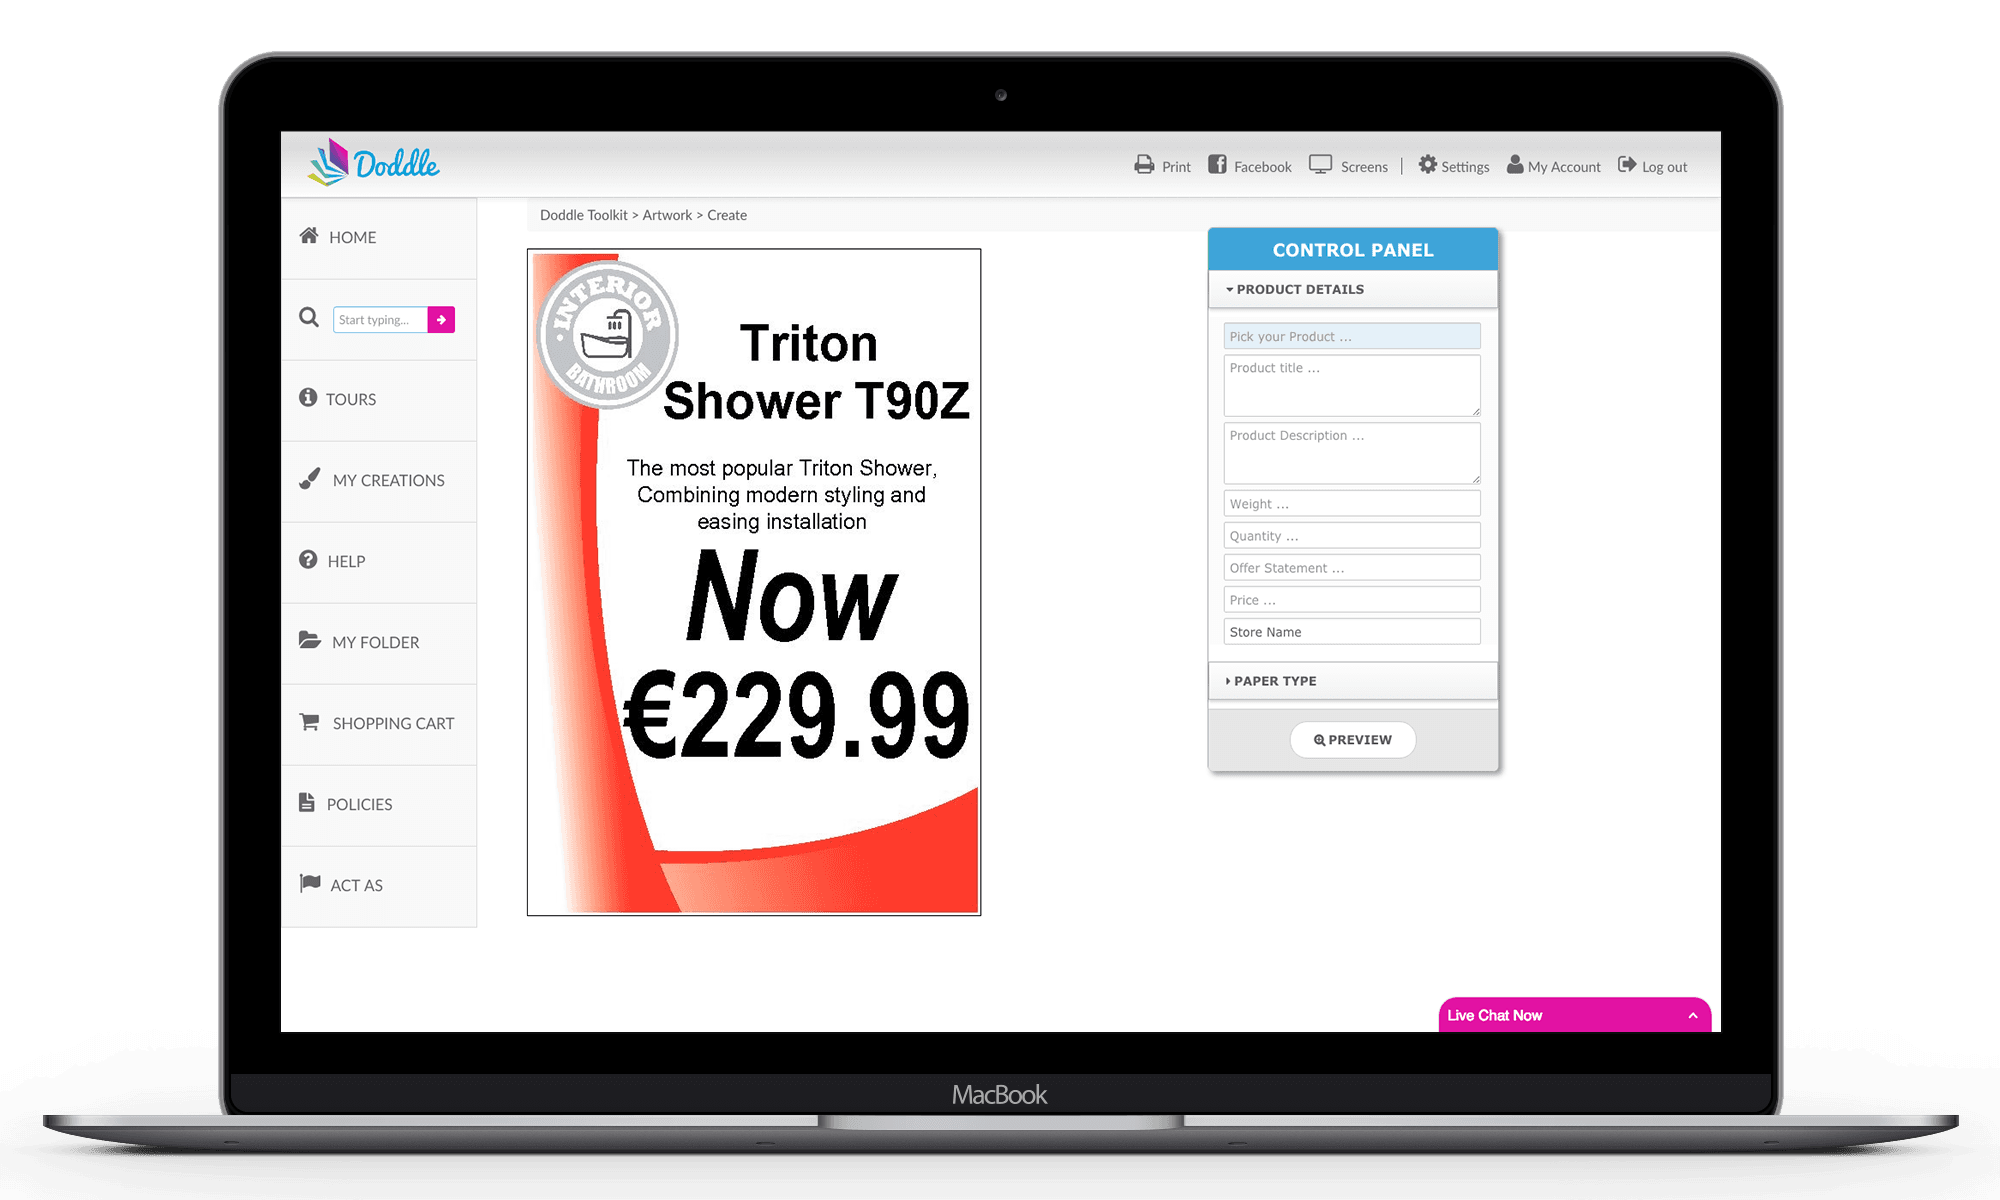 Doddle
Print
Facebook
Screens
|
Settings
My Account
Log out
HOME
Start typing...
TOURS
MY CREATIONS
HELP
MY FOLDER
SHOPPING CART
POLICIES
ACT AS
Doddle Toolkit > Artwork > Create
INTERIOR
BATHROOM
Triton
Shower T90Z
The most popular Triton Shower,
Combining modern styling and
easing installation
Now
€229.99
CONTROL PANEL
PRODUCT DETAILS
Pick your Product ...
Product title ...
Product Description ...
Weight ...
Quantity ...
Offer Statement ...
Price ...
Store Name
PAPER TYPE
PREVIEW
Live Chat Now
MacBook